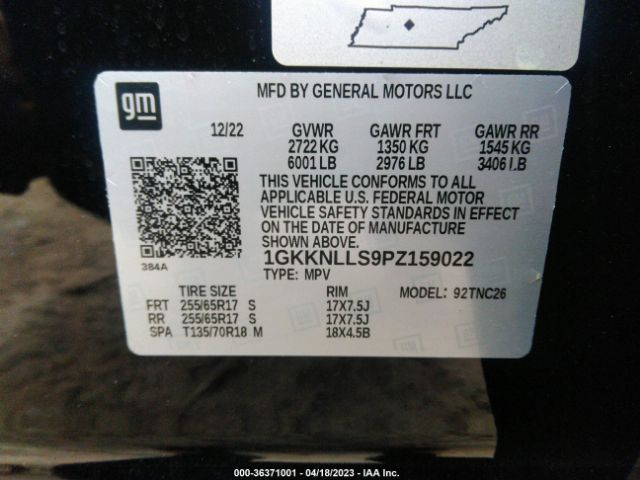 gm
MFD BY GENERAL MOTORS LLC
12/22 GVWR GAWR FRT GAWR RR
2722 KG 1350 KG 1545 KG
6001 LB 2976 LB 3406 LB
THIS VEHICLE CONFORMS TO ALL
APPLICABLE U.S. FEDERAL MOTOR
VEHICLE SAFETY STANDARDS IN EFFECT
ON THE DATE OF MANUFACTURE
SHOWN ABOVE.
384A
1GKKNLLS9PZ159022
TYPE: MPV
TIRE SIZE RIM MODEL: 92TNC26
FRT 255/65R17 S 17X7.5J
RR 255/65R17 S 17X7.5J
SPA T135/70R18 M 18X4.5B
000-36371001 - 04/18/2023 - IAA Inc.